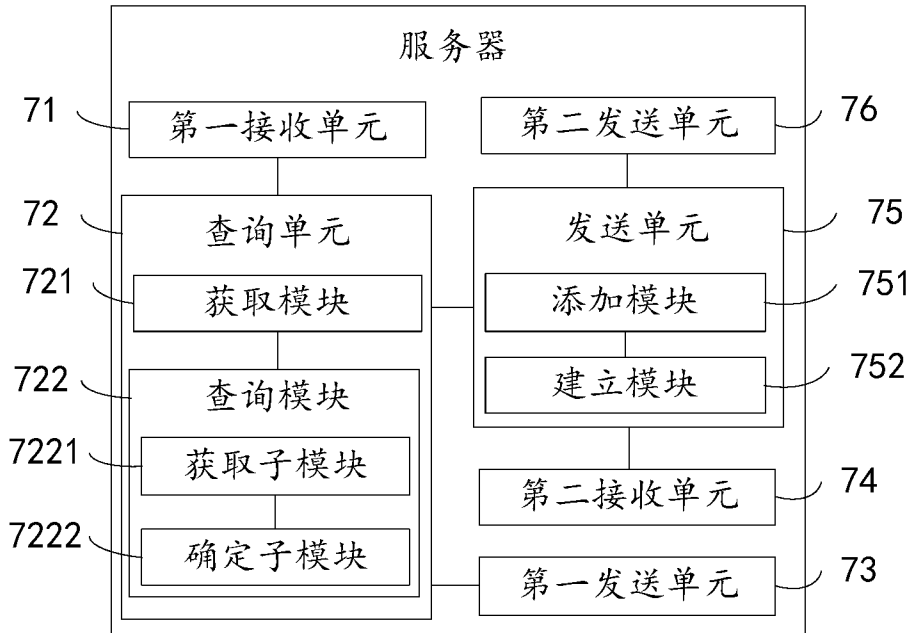 服务器
71
第一接收单元
第二发送单元
76
72
查询单元
发送单元
75
721
获取模块
添加模块
751
722
查询模块
建立模块
752
7221
获取子模块
第二接收单元
74
7222
确定子模块
第一发送单元
73